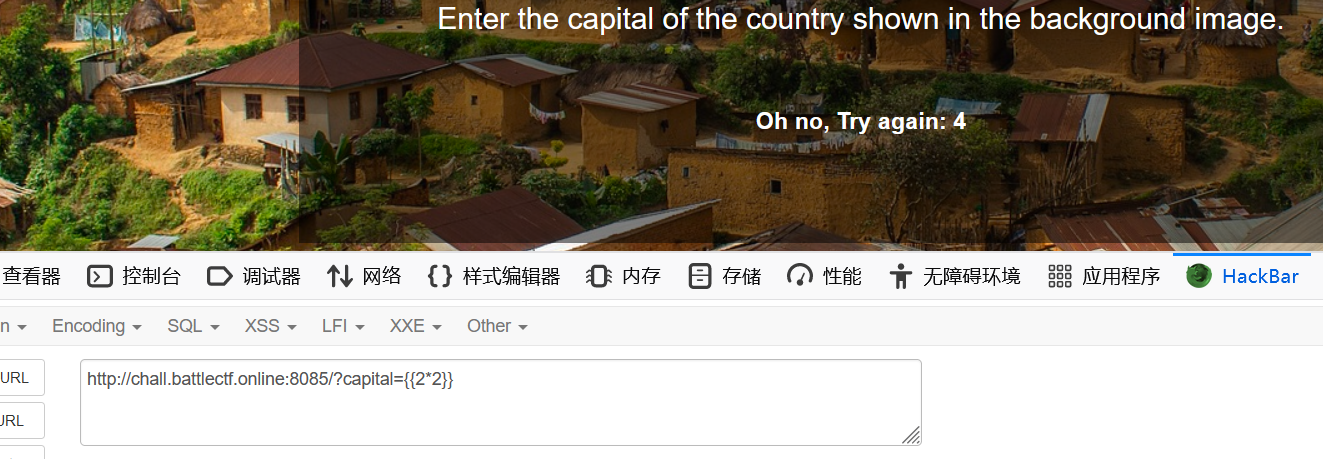 Enter the capital of the country shown in the background image.
Oh no, Try again: 4
查看器 控制台 调试器 网络 样式编辑器 内存 存储 性能 无障碍环境 应用程序 HackBar
n Encoding SQL XSS LFI XXE Other
URL http://chall.battlectf.online:8085/?capital={{2*2}}
URL